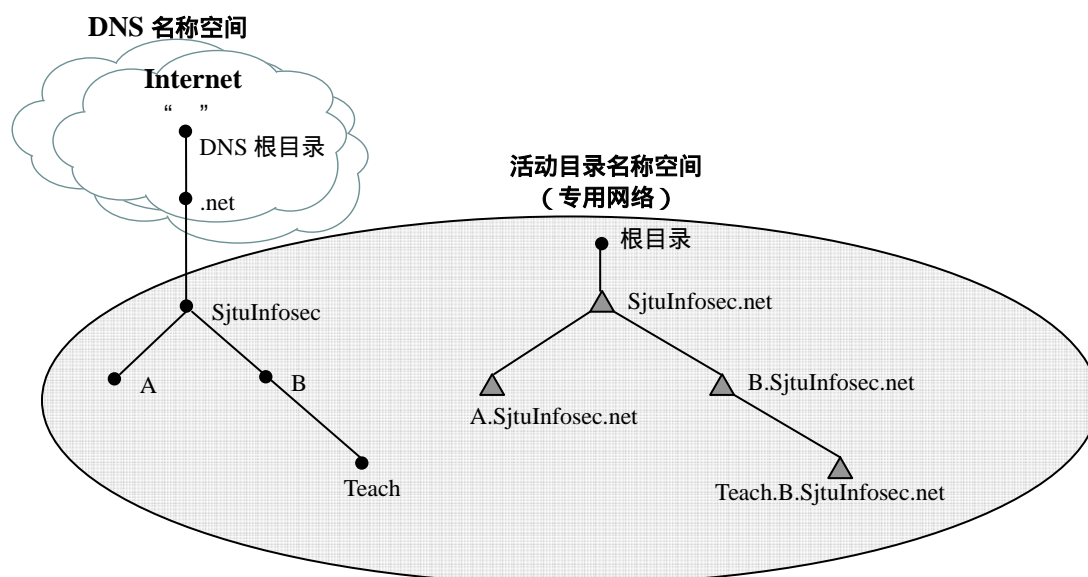 DNS 名称空间
Internet
“ ”
DNS 根目录
.net
活动目录名称空间
（专用网络）
根目录
SjtuInfosec
SjtuInfosec.net
A
B
A.SjtuInfosec.net
B.SjtuInfosec.net
Teach
Teach.B.SjtuInfosec.net